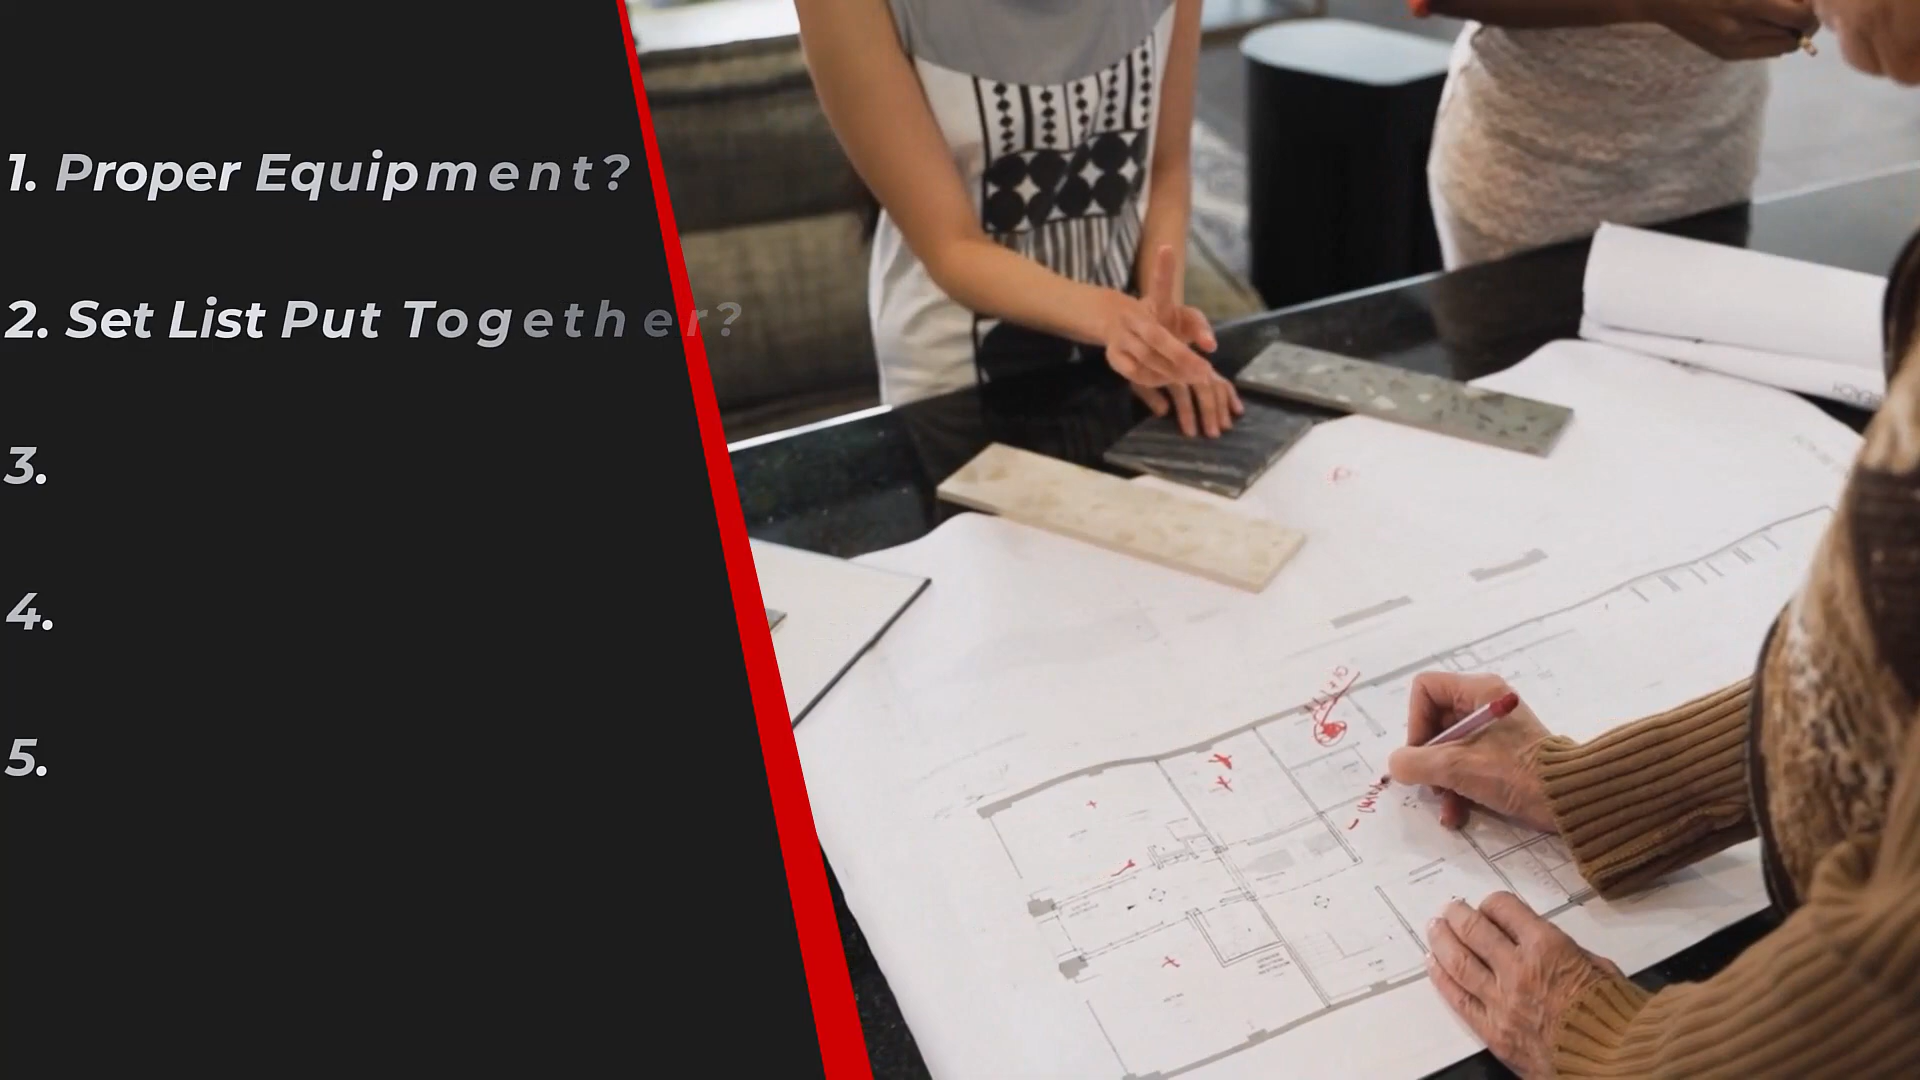 1. Proper Equipment?
2. Set List Put Together?
3.
4.
5.